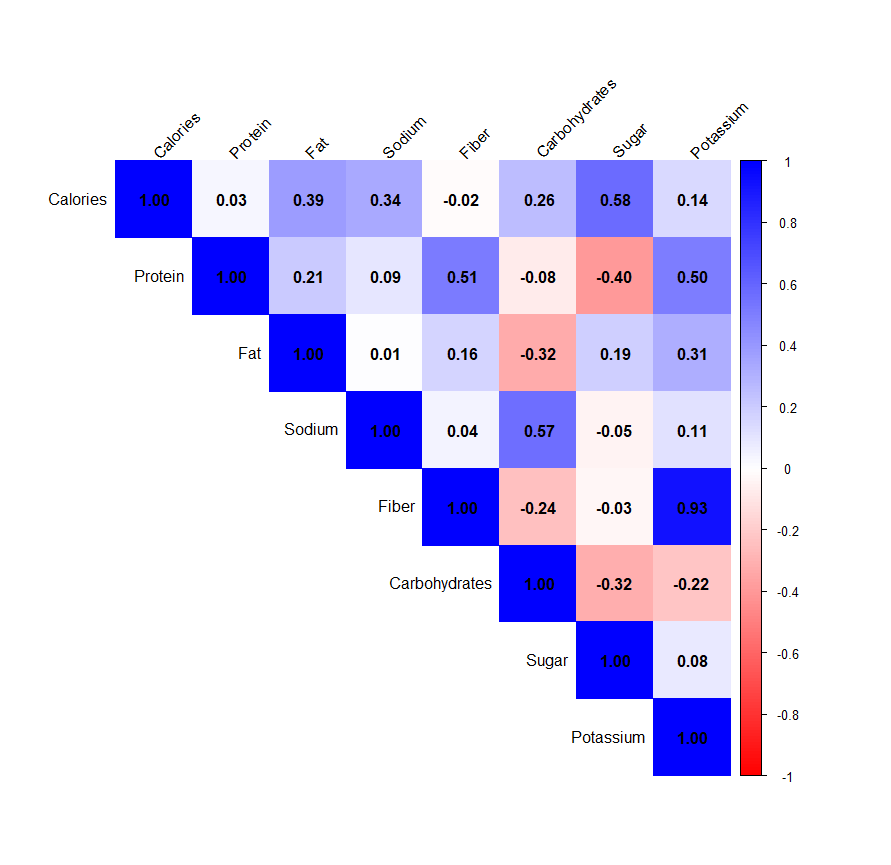 Calories Protein Fat Sodium Fiber Carbohydrates Sugar Potassium
Calories 1.00 0.03 0.39 0.34 -0.02 0.26 0.58 0.14
Protein 1.00 0.21 0.09 0.51 -0.08 -0.40 0.50
Fat 1.00 0.01 0.16 -0.32 0.19 0.31
Sodium 1.00 0.04 0.57 -0.05 0.11
Fiber 1.00 -0.24 -0.03 0.93
Carbohydrates 1.00 -0.32 -0.22
Sugar 1.00 0.08
Potassium 1.00
1
0.8
0.6
0.4
0.2
0
-0.2
-0.4
-0.6
-0.8
-1